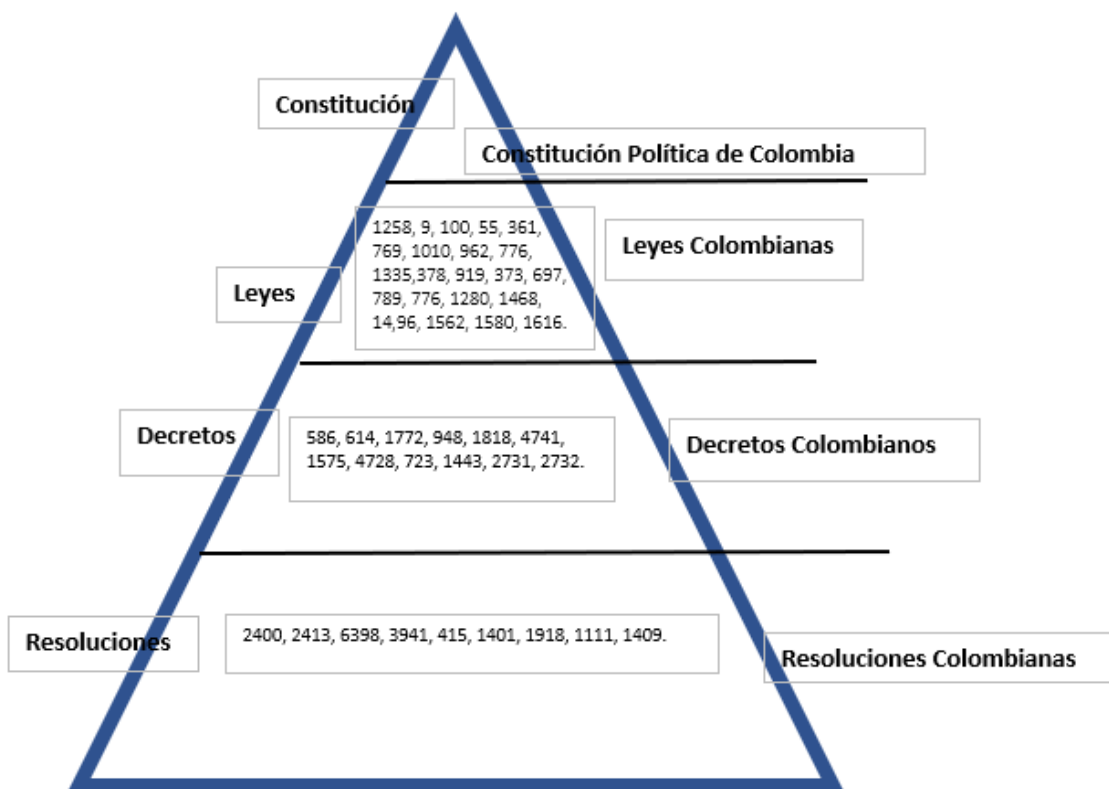 Constitución
Constitución Política de Colombia
Leyes
1258, 9, 100, 55, 361,
769, 1010, 962, 776,
1335,378, 919, 373, 697,
789, 776, 1280, 1468,
14,96, 1562, 1580, 1616.
Leyes Colombianas
Decretos
586, 614, 1772, 948, 1818, 4741,
1575, 4728, 723, 1443, 2731, 2732.
Decretos Colombianos
Resoluciones
2400, 2413, 6398, 3941, 415, 1401, 1918, 1111, 1409.
Resoluciones Colombianas